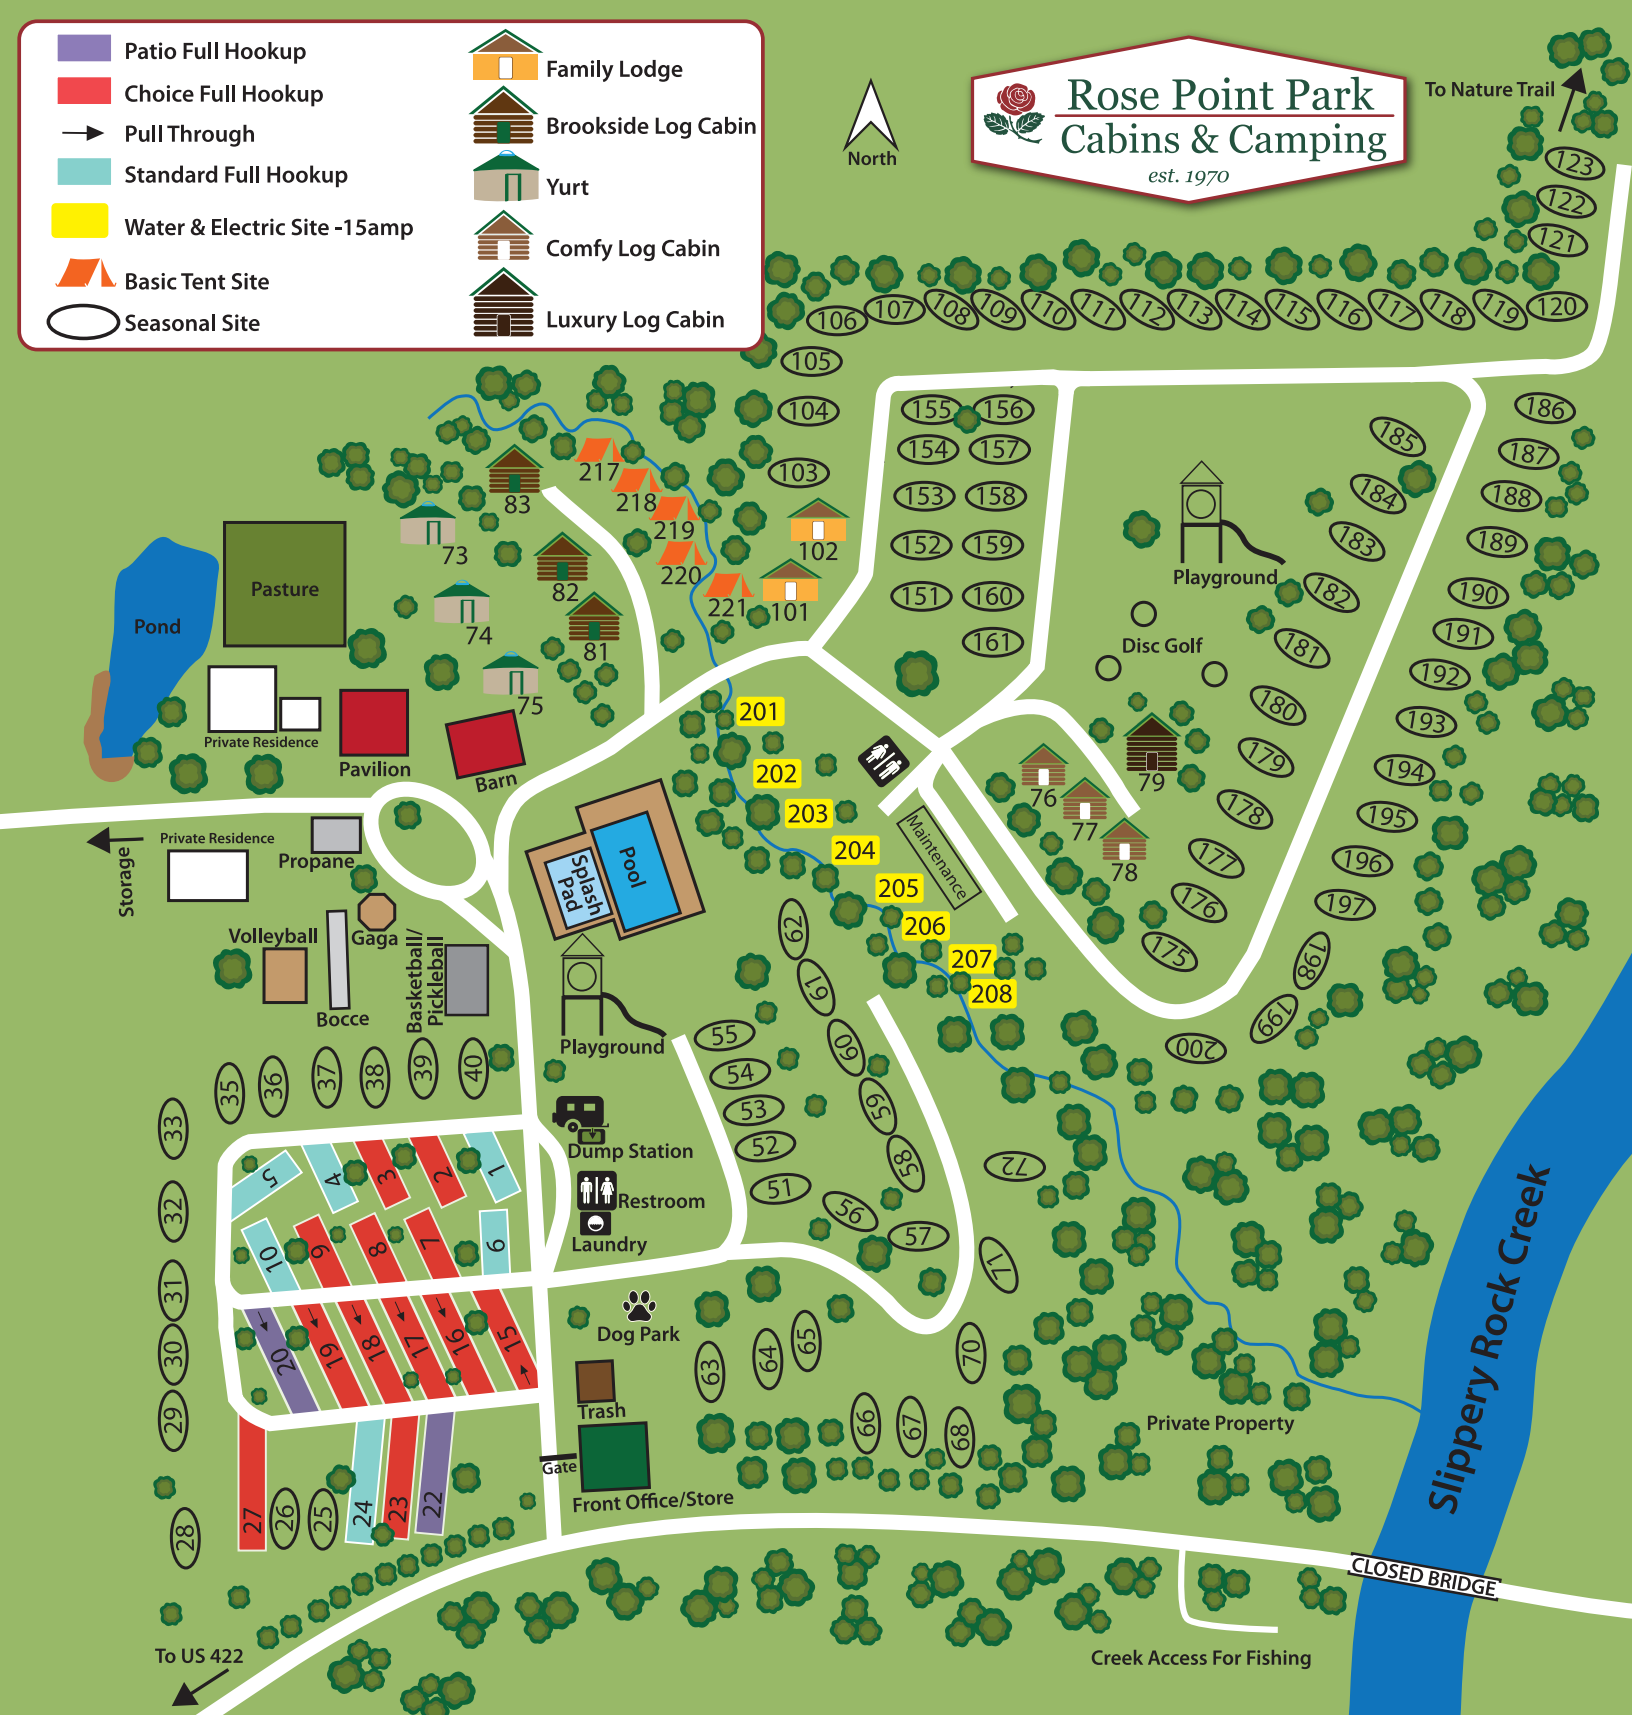 Patio Full Hookup
Choice Full Hookup
Pull Through
Standard Full Hookup
Water & Electric Site -15amp
Basic Tent Site
Seasonal Site
Family Lodge
Brookside Log Cabin
Yurt
Comfy Log Cabin
Luxury Log Cabin
North
Rose Point Park
Cabins & Camping
est. 1970
To Nature Trail
123
122
121
120
119
118
117
116
115
114
113
112
111
110
109
108
107
106
105
104
103
102
101
155
156
154
157
153
158
152
159
151
160
161
185
184
183
182
181
180
179
178
177
176
175
186
187
188
189
190
191
192
193
194
195
196
197
198
199
200
Playground
Disc Golf
217
218
219
220
221
83
82
81
73
74
75
Pasture
Pond
Private Residence
Pavilion
Barn
201
202
203
204
205
206
207
208
76
77
78
79
Maintenance
Storage
Private Residence
Propane
Pool
Splash
Pad
Gaga
Volleyball
Bocce
Basketball/
Pickleball
Playground
62
61
60
59
58
57
56
55
54
53
52
51
72
71
70
35
36
37
38
39
40
33
32
31
30
29
28
Dump Station
Restroom
Laundry
5
4
3
2
1
10
9
8
7
6
20
19
18
17
16
15
Dog Park
63
64
65
66
67
68
Trash
Gate
Front Office/Store
27
26
25
24
23
22
Private Property
Slippery Rock Creek
CLOSED BRIDGE
Creek Access For Fishing
To US 422